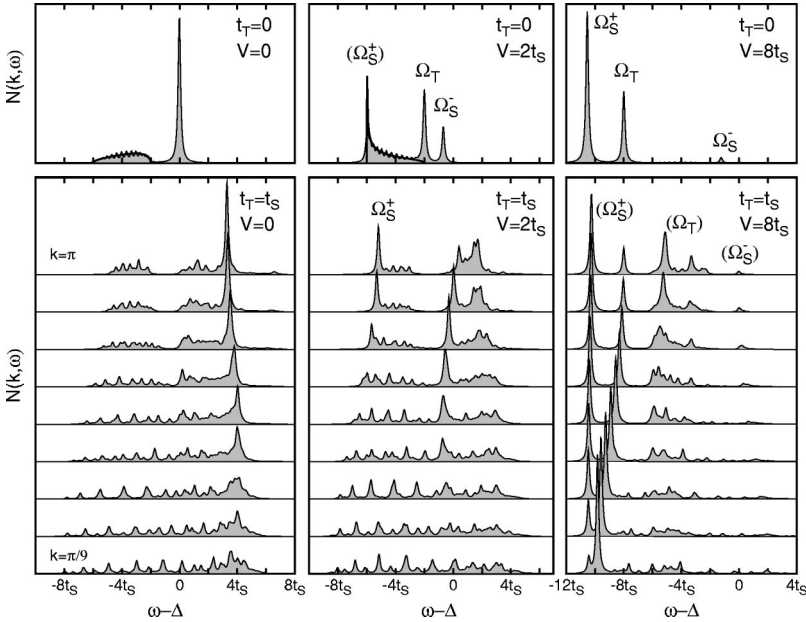 t_T=0
V=0
N(k,ω)
t_T=0
V=2t_S
(Ω_S^+)
Ω_T
Ω_S^-
t_T=0
V=8t_S
Ω_S^+
Ω_T
Ω_S^-
t_T=t_S
V=0
k=π
k=π/9
N(k,ω)
t_T=t_S
V=2t_S
Ω_S^+
t_T=t_S
V=8t_S
(Ω_S^+)
(Ω_T)
(Ω_S^-)
-8t_S -4t_S 0 4t_S 8t_S
-8t_S -4t_S 0 4t_S
-12t_S -8t_S -4t_S 0 4t_S
ω−Δ ω−Δ ω−Δ